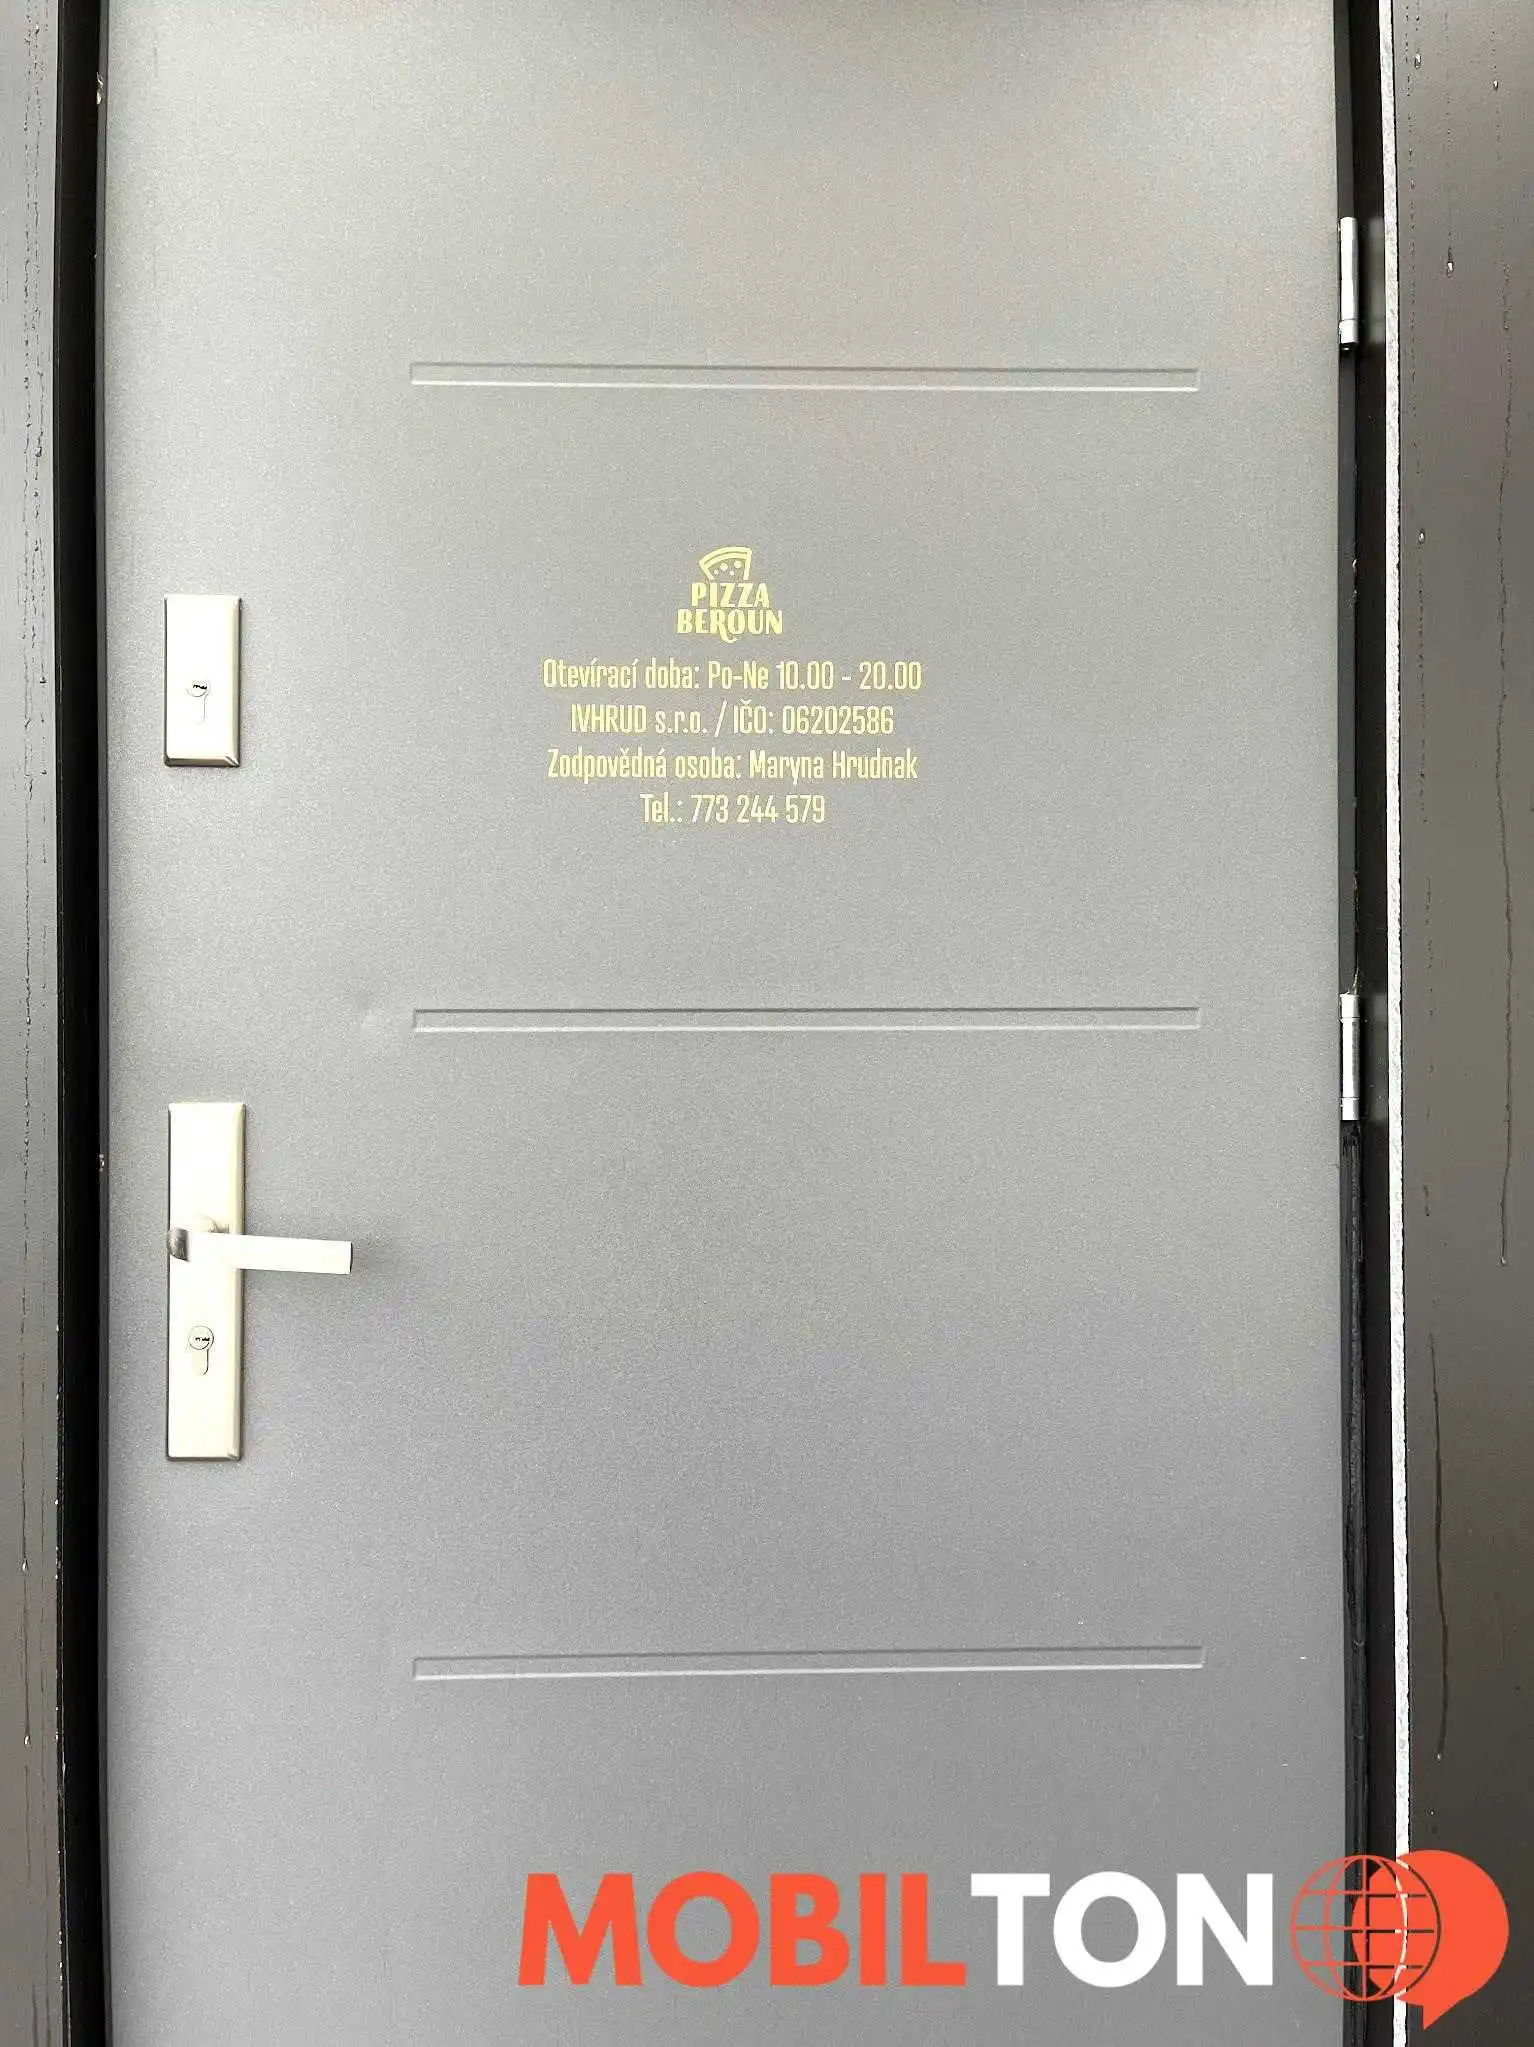 PIZZA
BEROUN
Otevírací doba: Po-Ne 10.00 - 20.00
IVHRUD s.r.o. / IČO: 06202586
Zodpovědná osoba: Maryna Hrudnak
Tel.: 773 244 579
MOBILTON